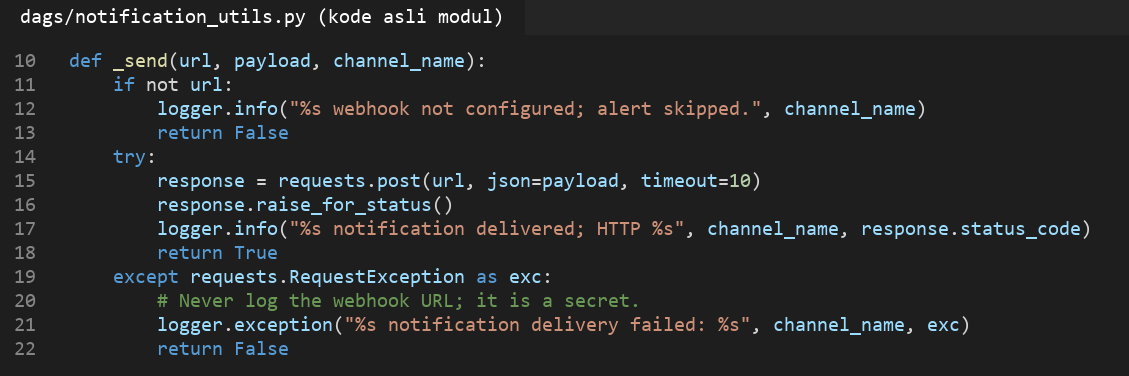 dags/notification_utils.py (kode asli modul)
10 def _send(url, payload, channel_name):
11     if not url:
12         logger.info("%s webhook not configured; alert skipped.", channel_name)
13         return False
14     try:
15         response = requests.post(url, json=payload, timeout=10)
16         response.raise_for_status()
17         logger.info("%s notification delivered; HTTP %s", channel_name, response.status_code)
18         return True
19     except requests.RequestException as exc:
20         # Never log the webhook URL; it is a secret.
21         logger.exception("%s notification delivery failed: %s", channel_name, exc)
22         return False